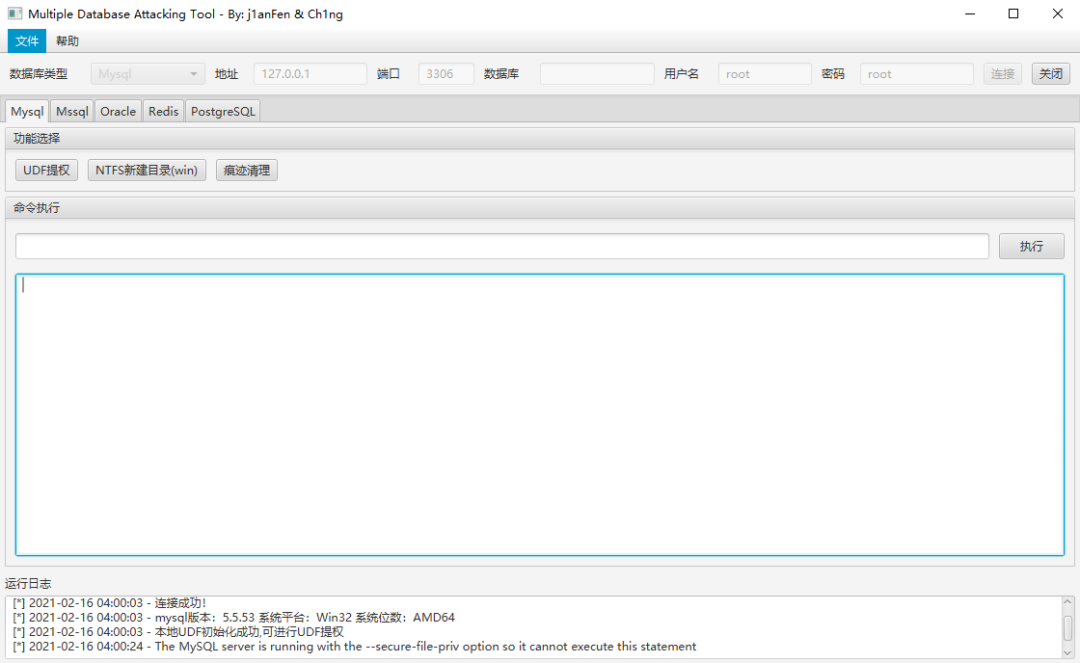 Multiple Database Attacking Tool - By: j1anFen & Ch1ng
文件 帮助
数据库类型 Mysql 地址 127.0.0.1 端口 3306 数据库 用户名 root 密码 root 连接 关闭
Mysql Mssql Oracle Redis PostgreSQL
功能选择
UDF提权 NTFS新建目录(win) 痕迹清理
命令执行
执行
运行日志
[*] 2021-02-16 04:00:03 - 连接成功!
[*] 2021-02-16 04:00:03 - mysql版本：5.5.53 系统平台：Win32 系统位数：AMD64
[*] 2021-02-16 04:00:03 - 本地UDF初始化成功,可进行UDF提权
[*] 2021-02-16 04:00:24 - The MySQL server is running with the --secure-file-priv option so it cannot execute this statement